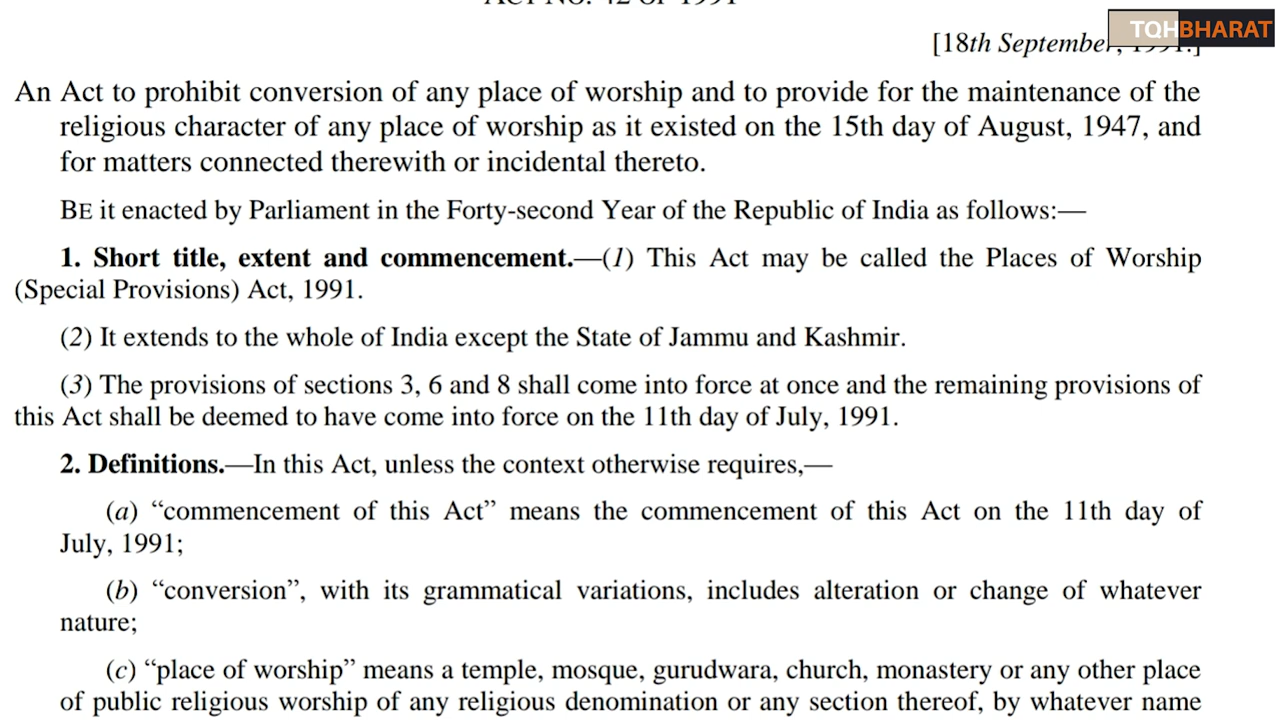 ACT NO. 42 OF 1991
TQHBHARAT
[18th September, 1991.]
An Act to prohibit conversion of any place of worship and to provide for the maintenance of the
religious character of any place of worship as it existed on the 15th day of August, 1947, and
for matters connected therewith or incidental thereto.
BE it enacted by Parliament in the Forty-second Year of the Republic of India as follows:—
1. Short title, extent and commencement.—(1) This Act may be called the Places of Worship
(Special Provisions) Act, 1991.
(2) It extends to the whole of India except the State of Jammu and Kashmir.
(3) The provisions of sections 3, 6 and 8 shall come into force at once and the remaining provisions of
this Act shall be deemed to have come into force on the 11th day of July, 1991.
2. Definitions.—In this Act, unless the context otherwise requires,—
(a) “commencement of this Act” means the commencement of this Act on the 11th day of
July, 1991;
(b) “conversion”, with its grammatical variations, includes alteration or change of whatever
nature;
(c) “place of worship” means a temple, mosque, gurudwara, church, monastery or any other place
of public religious worship of any religious denomination or any section thereof, by whatever name